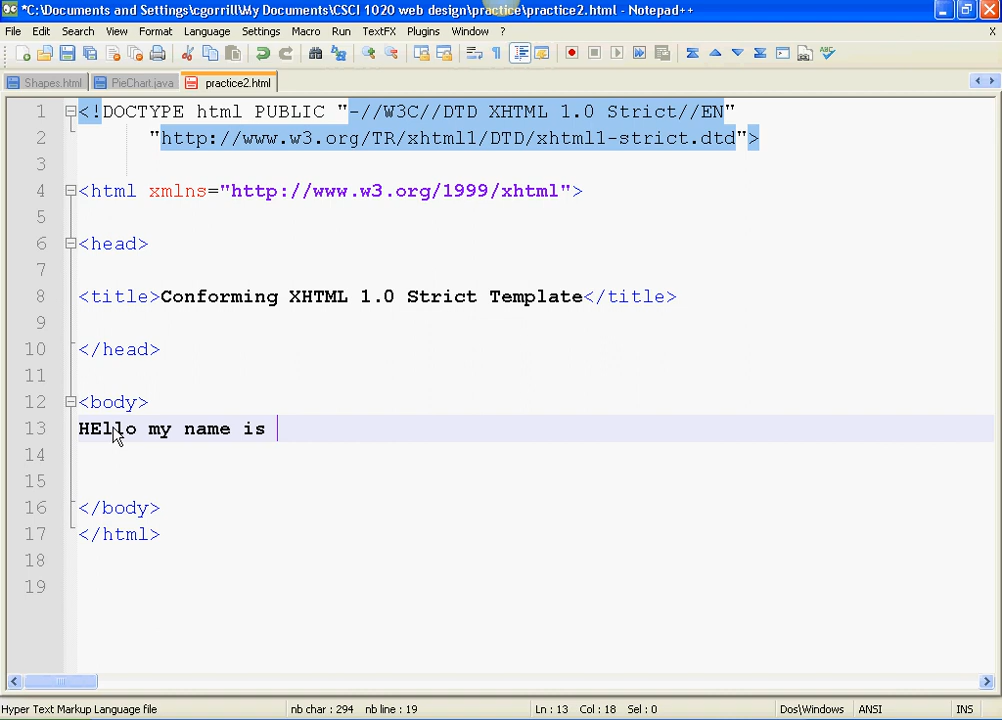 *C:\Documents and Settings\cgorrill\My Documents\CSCI 1020 web design\practice\practice2.html - Notepad++
File Edit Search View Format Language Settings Macro Run TextFX Plugins Window ? X
Shapes.html PieChart.java practice2.html
1 <!DOCTYPE html PUBLIC "-//W3C//DTD XHTML 1.0 Strict//EN"
2 "http://www.w3.org/TR/xhtml1/DTD/xhtml1-strict.dtd">
3
4 <html xmlns="http://www.w3.org/1999/xhtml">
5
6 <head>
7
8 <title>Conforming XHTML 1.0 Strict Template</title>
9
10 </head>
11
12 <body>
13 HEllo my name is
14
15
16 </body>
17 </html>
18
19
Hyper Text Markup Language file nb char : 294 nb line : 19 Ln : 13 Col : 18 Sel : 0 Dos\Windows ANSI INS